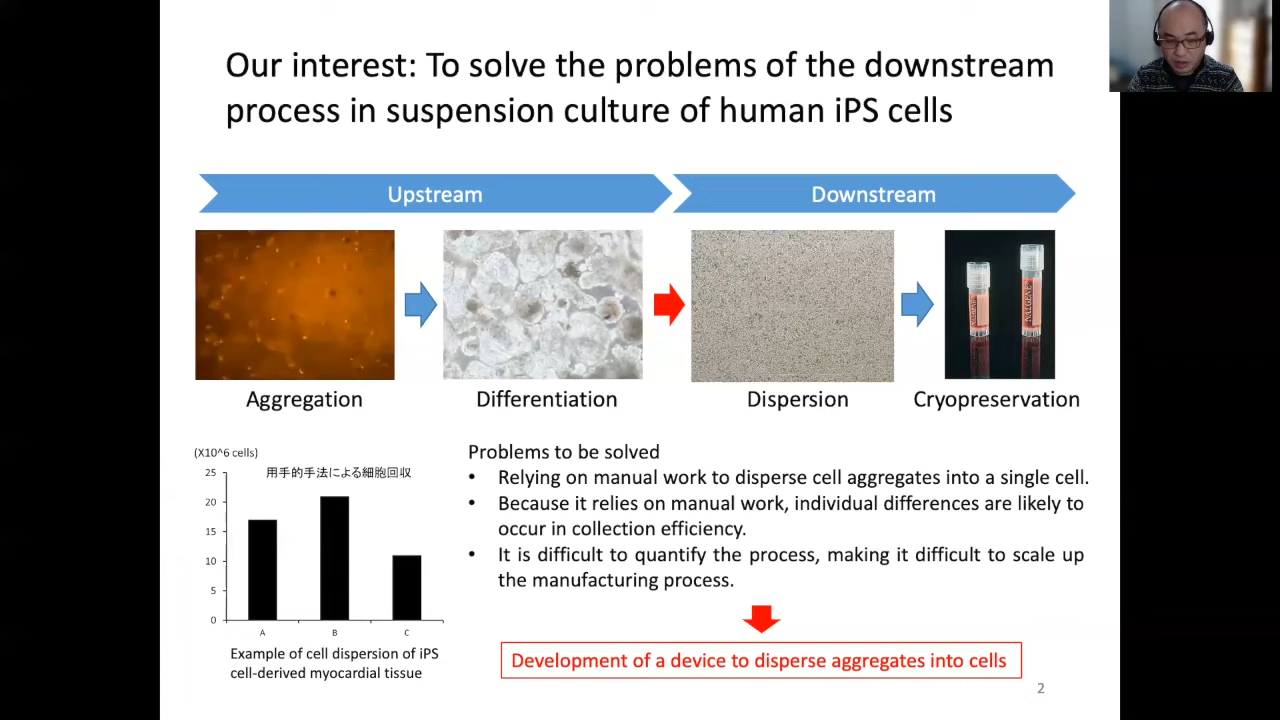 Our interest: To solve the problems of the downstream
process in suspension culture of human iPS cells
Upstream
Downstream
Aggregation
Differentiation
Dispersion
Cryopreservation
(X10^6 cells)
用手的手法による細胞回収
25
20
15
10
5
0
A
B
C
Example of cell dispersion of iPS
cell-derived myocardial tissue
Problems to be solved
• Relying on manual work to disperse cell aggregates into a single cell.
• Because it relies on manual work, individual differences are likely to
occur in collection efficiency.
• It is difficult to quantify the process, making it difficult to scale up
the manufacturing process.
Development of a device to disperse aggregates into cells
2